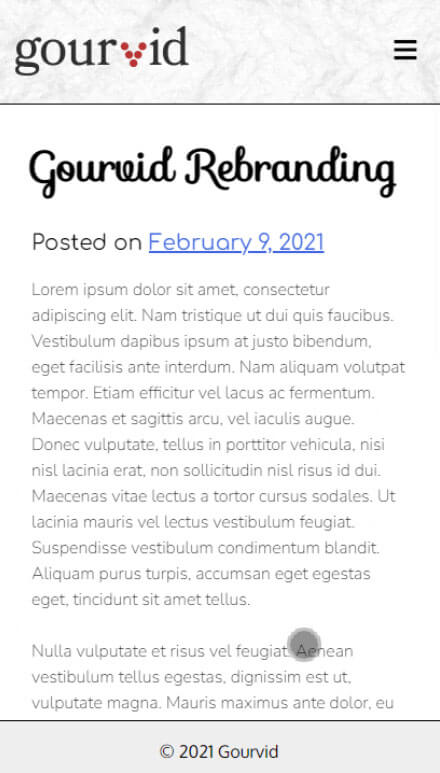 gourvid
Gourvid Rebranding
Posted on February 9, 2021
Lorem ipsum dolor sit amet, consectetur
adipiscing elit. Nam tristique ut dui quis faucibus.
Vestibulum dapibus ipsum at justo bibendum,
eget facilisis ante interdum. Nam aliquam volutpat
tempor. Etiam efficitur vel lacus ac fermentum.
Maecenas et sagittis arcu, vel iaculis augue.
Donec vulputate, tellus in porttitor vehicula, nisi
nisl lacinia erat, non sollicitudin nisl risus id dui.
Maecenas vitae lectus a tortor cursus sodales. Ut
lacinia mauris vel lectus vestibulum feugiat.
Suspendisse vestibulum condimentum blandit.
Aliquam purus turpis, accumsan eget egestas
eget, tincidunt sit amet tellus.
Nulla vulputate et risus vel feugiat. Aenean
vestibulum tellus egestas, dignissim est ut,
vulputate magna. Mauris maximus ante dolor, eu
© 2021 Gourvid